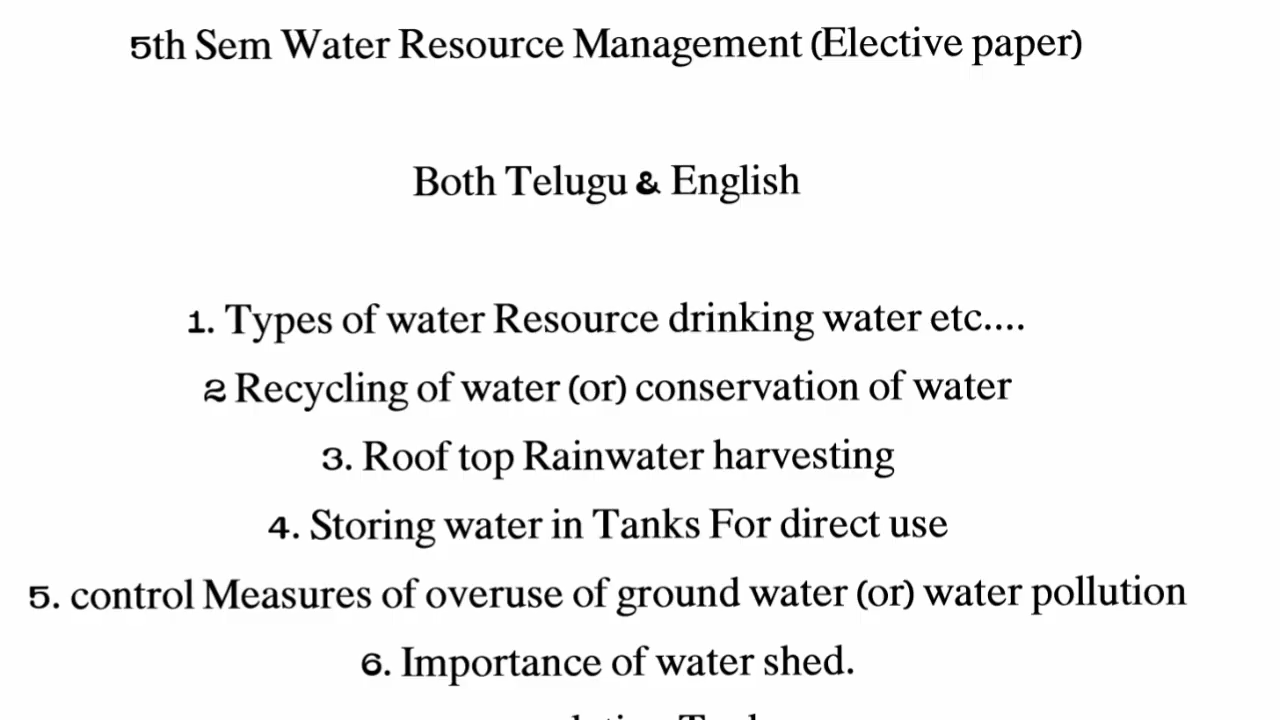 5th Sem Water Resource Management (Elective paper)
Both Telugu & English
1. Types of water Resource drinking water etc....
2 Recycling of water (or) conservation of water
3. Roof top Rainwater harvesting
4. Storing water in Tanks For direct use
5. control Measures of overuse of ground water (or) water pollution
6. Importance of water shed.